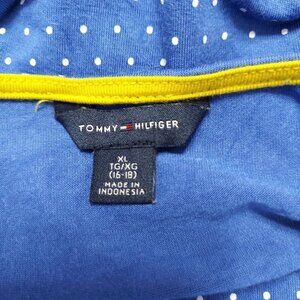 TOMMY HILFIGER
XL
TG/XG
(16-18)
MADE IN
INDONESIA